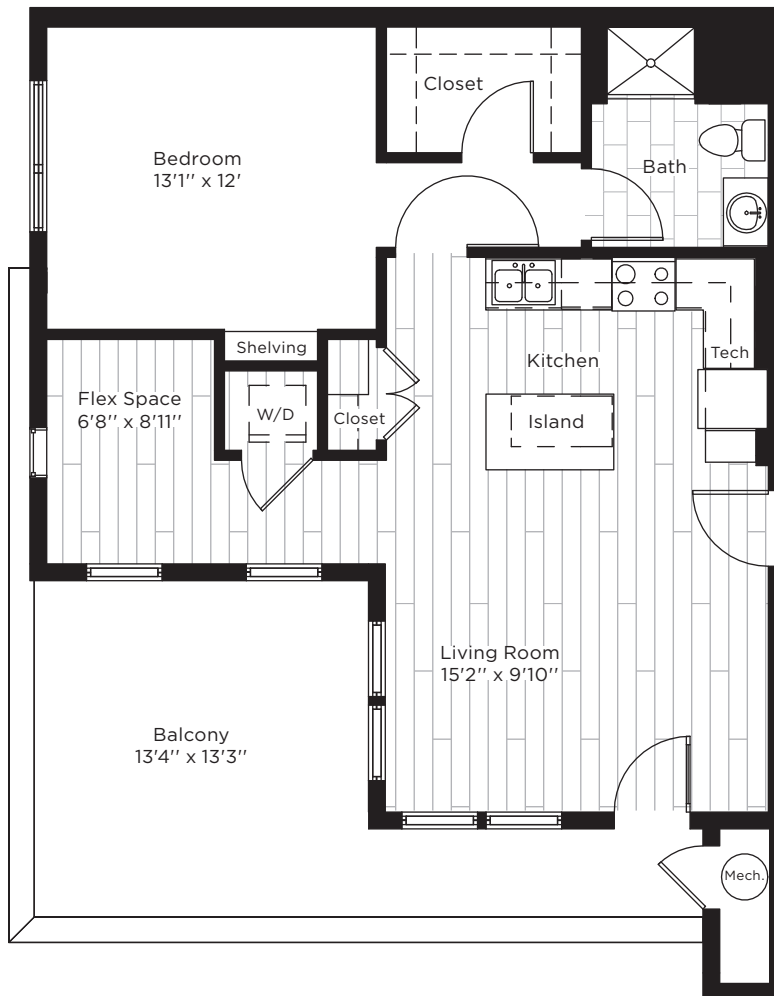 Closet
Bedroom
13'1'' x 12'
Bath
Shelving
Kitchen
Tech
Flex Space
6'8'' x 8'11''
W/D
Closet
Island
Living Room
15'2'' x 9'10''
Balcony
13'4'' x 13'3''
Mech.